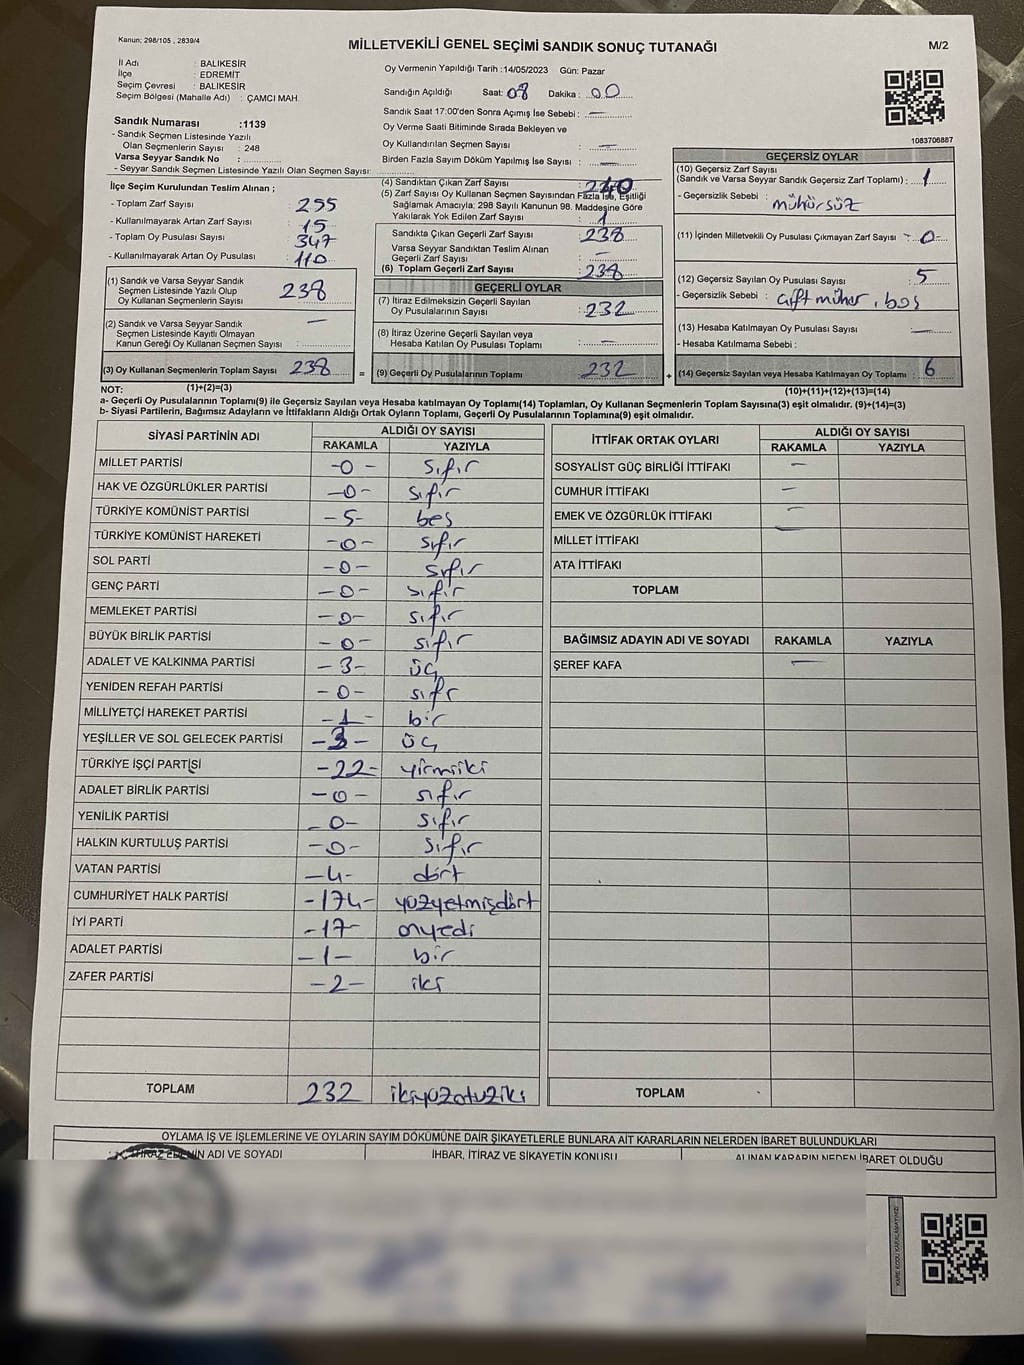 Kanun; 298/105 , 2839/4
MİLLETVEKİLİ GENEL SEÇİMİ SANDIK SONUÇ TUTANAĞI
M/2
İl Adı : BALIKESİR
İlçe : EDREMİT
Seçim Çevresi : BALIKESİR
Seçim Bölgesi (Mahalle Adı) : ÇAMCI MAH.
Sandık Numarası :1139
- Sandık Seçmen Listesinde Yazılı
Olan Seçmenlerin Sayısı : 248
Varsa Seyyar Sandık No :
- Seyyar Sandık Seçmen Listesinde Yazılı Olan Seçmen Sayısı:
Oy Vermenin Yapıldığı Tarih :14/05/2023 Gün: Pazar
Sandığın Açıldığı Saat: 08 Dakika: 00
Sandık Saat 17:00'den Sonra Açımış İse Sebebi : —
Oy Verme Saati Bitiminde Sırada Bekleyen ve
Oy Kullandırılan Seçmen Sayısı : —
Birden Fazla Sayım Döküm Yapılmış İse Sayısı : —
1083706887
İlçe Seçim Kurulundan Teslim Alınan ;
- Toplam Zarf Sayısı : 255
- Kullanılmayarak Artan Zarf Sayısı : 15
- Toplam Oy Pusulası Sayısı : 347
- Kullanılmayarak Artan Oy Pusulası : 110
(1) Sandık ve Varsa Seyyar Sandık
Seçmen Listesinde Yazılı Olup
Oy Kullanan Seçmenlerin Sayısı : 238
(2) Sandık ve Varsa Seyyar Sandık
Seçmen Listesinde Kayıtlı Olmayan
Kanun Gereği Oy Kullanan Seçmen Sayısı : —
(3) Oy Kullanan Seçmenlerin Toplam Sayısı 238
(4) Sandıktan Çıkan Zarf Sayısı : 240
(5) Zarf Sayısı Oy Kullanan Seçmen Sayısından Fazla İse, Eşitliği
Sağlamak Amacıyla; 298 Sayılı Kanunun 98. Maddesine Göre
Yakılarak Yok Edilen Zarf Sayısı : 1
Sandıkta Çıkan Geçerli Zarf Sayısı : 238
Varsa Seyyar Sandıktan Teslim Alınan
Geçerli Zarf Sayısı : —
(6) Toplam Geçerli Zarf Sayısı : 238
GEÇERLİ OYLAR
(7) İtiraz Edilmeksizin Geçerli Sayılan
Oy Pusulalarının Sayısı : 232
(8) İtiraz Üzerine Geçerli Sayılan veya
Hesaba Katılan Oy Pusulası Toplamı : —
= (9) Geçerli Oy Pusulalarının Toplamı 232
GEÇERSİZ OYLAR
(10) Geçersiz Zarf Sayısı
(Sandık ve Varsa Seyyar Sandık Geçersiz Zarf Toplamı) : 1
- Geçersizlik Sebebi : mühürsüz
(11) İçinden Milletvekili Oy Pusulası Çıkmayan Zarf Sayısı : -0-
(12) Geçersiz Sayılan Oy Pusulası Sayısı : 5
- Geçersizlik Sebebi : çift mühür, boş
(13) Hesaba Katılmayan Oy Pusulası Sayısı : —
- Hesaba Katılmama Sebebi :
+ (14) Geçersiz Sayılan veya Hesaba Katılmayan Oy Toplamı : 6
NOT: (1)+(2)=(3)
(10)+(11)+(12)+(13)=(14)
a- Geçerli Oy Pusulalarının Toplamı(9) ile Geçersiz Sayılan veya Hesaba katılmayan Oy Toplamı(14) Toplamları, Oy Kullanan Seçmenlerin Toplam Sayısına(3) eşit olmalıdır. (9)+(14)=(3)
b- Siyasi Partilerin, Bağımsız Adayların ve İttifakların Aldığı Ortak Oyların Toplamı, Geçerli Oy Pusulalarının Toplamına(9) eşit olmalıdır.
SİYASİ PARTİNİN ADI ALDIĞI OY SAYISI
RAKAMLA YAZIYLA
MİLLET PARTİSİ -0- sıfır
HAK VE ÖZGÜRLÜKLER PARTİSİ -0- sıfır
TÜRKİYE KOMÜNİST PARTİSİ -5- beş
TÜRKİYE KOMÜNİST HAREKETİ -0- sıfır
SOL PARTİ -0- sıfır
GENÇ PARTİ -0- sıfır
MEMLEKET PARTİSİ -0- sıfır
BÜYÜK BİRLİK PARTİSİ -0- sıfır
ADALET VE KALKINMA PARTİSİ -3- üç
YENİDEN REFAH PARTİSİ -0- sıfr
MİLLİYETÇİ HAREKET PARTİSİ -1- bir
YEŞİLLER VE SOL GELECEK PARTİSİ -3- üç
TÜRKİYE İŞÇİ PARTİSİ -22- yirmiiki
ADALET BİRLİK PARTİSİ -0- sıfır
YENİLİK PARTİSİ -0- sıfır
HALKIN KURTULUŞ PARTİSİ -0- sıfır
VATAN PARTİSİ -4- dört
CUMHURİYET HALK PARTİSİ -174- yüzyetmişdört
İYİ PARTİ -17- onyedi
ADALET PARTİSİ -1- bir
ZAFER PARTİSİ -2- iki
TOPLAM 232 ikiyüzotuziki
İTTİFAK ORTAK OYLARI ALDIĞI OY SAYISI
RAKAMLA YAZIYLA
SOSYALİST GÜÇ BİRLİĞİ İTTİFAKI —
CUMHUR İTTİFAKI —
EMEK VE ÖZGÜRLÜK İTTİFAKI —
MİLLET İTTİFAKI
ATA İTTİFAKI
TOPLAM
BAĞIMSIZ ADAYIN ADI VE SOYADI RAKAMLA YAZIYLA
ŞEREF KAFA —
TOPLAM
OYLAMA İŞ VE İŞLEMLERİNE VE OYLARIN SAYIM DÖKÜMÜNE DAİR ŞİKAYETLERLE BUNLARA AİT KARARLARIN NELERDEN İBARET BULUNDUKLARI
İTİRAZ EDENİN ADI VE SOYADI İHBAR, İTİRAZ VE ŞİKAYETİN KONUSU ALINAN KARARIN NEDEN İBARET OLDUĞU